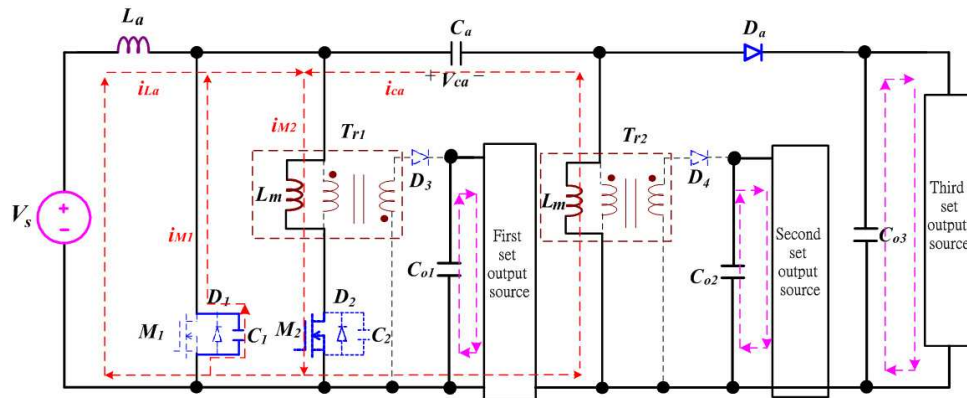 La
Ca
Da
+ Vca −
iLa
ica
iM2
Tr1
Tr2
D3
D4
Lm
Lm
Vs
+
−
iM1
Co1
First
set
output
source
Co2
Second
set
output
source
Co3
Third
set
output
source
D1
M1
C1
D2
M2
C2